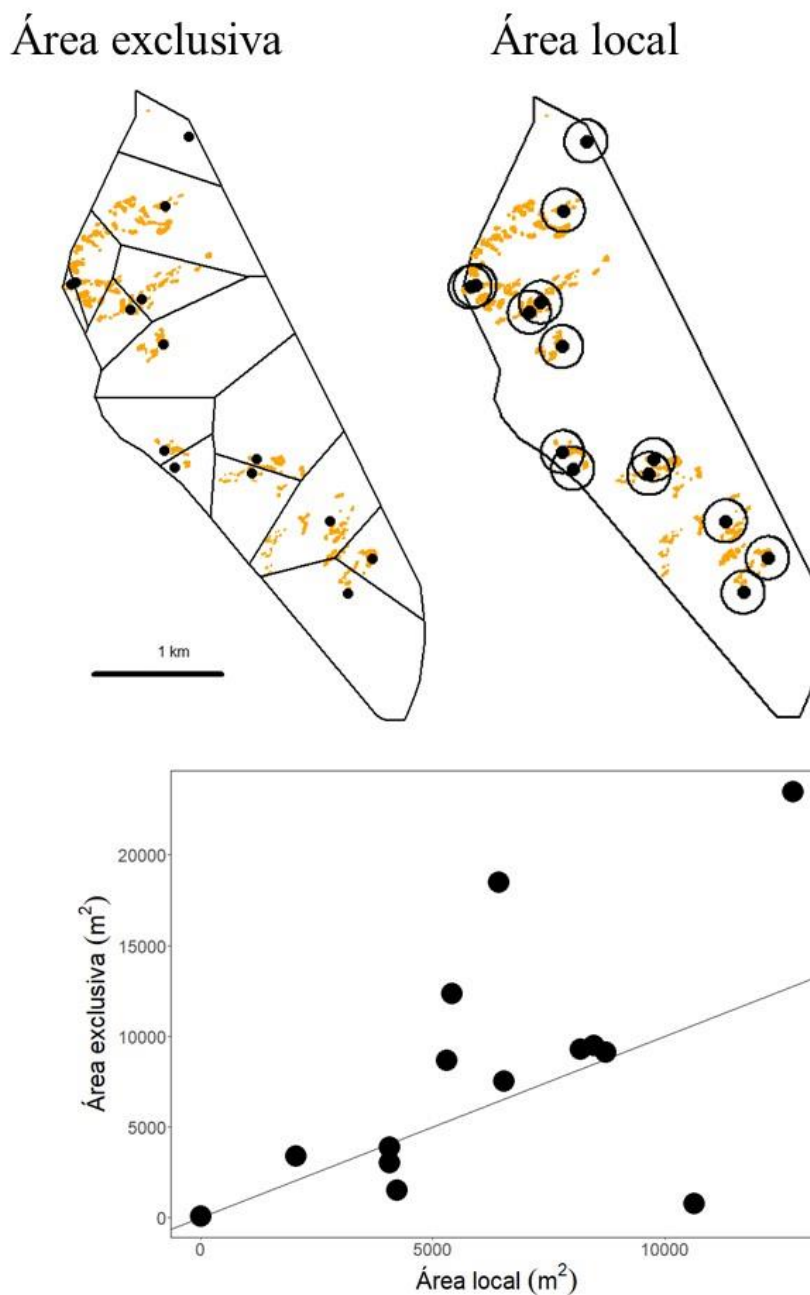 Área exclusiva
Área local
1 km
Área exclusiva (m²)
20000
15000
10000
5000
0
0
5000
10000
Área local (m²)